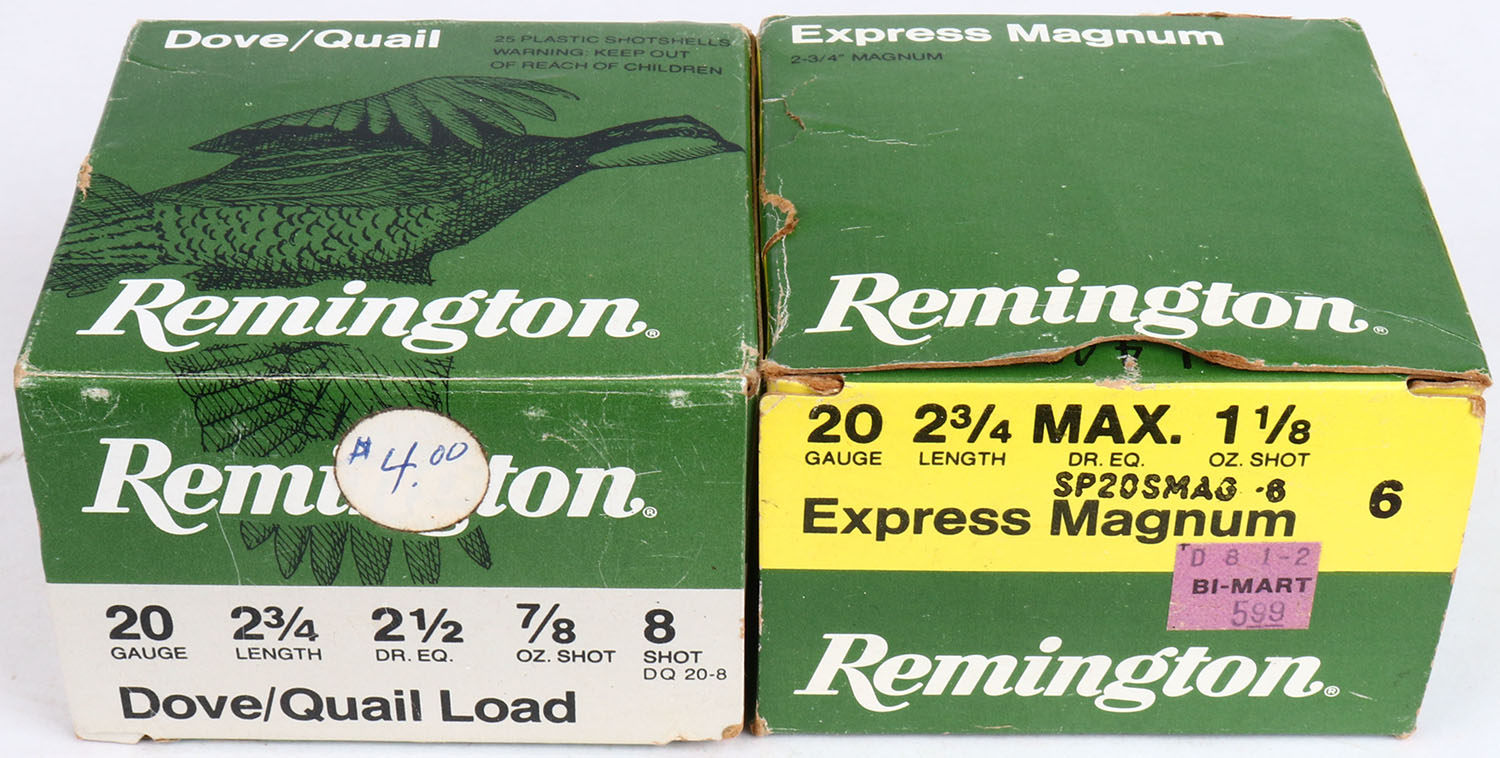 Dove/Quail
25 PLASTIC SHOTSHELLS
WARNING: KEEP OUT
OF REACH OF CHILDREN
Remington®
$4.00
20 2¾ 2½ ⅞ 8
GAUGE LENGTH DR. EQ. OZ. SHOT SHOT
DQ 20-8
Dove/Quail Load
Express Magnum
2-3/4" MAGNUM
Remington®
20 2¾ MAX. 1⅛
GAUGE LENGTH DR. EQ. OZ. SHOT
SP20SMAG -6
Express Magnum 6
D 8 1-2
BI-MART
599
Remington®